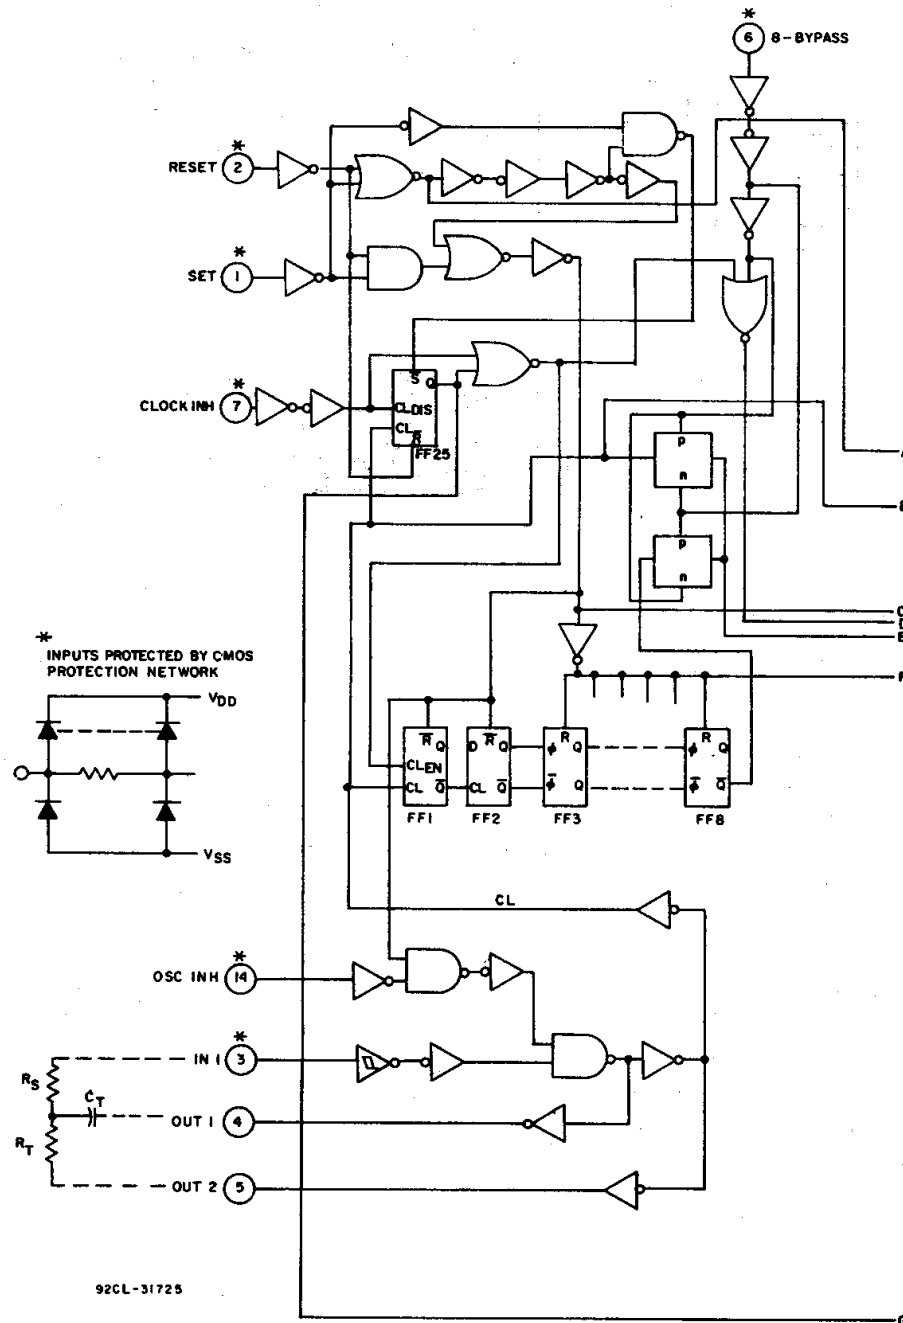 *
6 8-BYPASS
*
RESET 2
*
SET 1
*
CLOCK INH 7
S̅ Q
CL DIS
CL
R̅
FF25
p
n
p
n
A
C
D
*
INPUTS PROTECTED BY CMOS
PROTECTION NETWORK
VDD
VSS
R̅ Q
CL EN
CL Q̅
FF1
D R̅ Q
CL Q̅
FF2
R
ϕ Q
ϕ̅ Q
FF3
R
ϕ Q
ϕ̅ Q̅
FF8
F
CL
*
OSC INH 14
*
IN 1 3
RS
CT
OUT 1 4
RT
OUT 2 5
92CL-31725